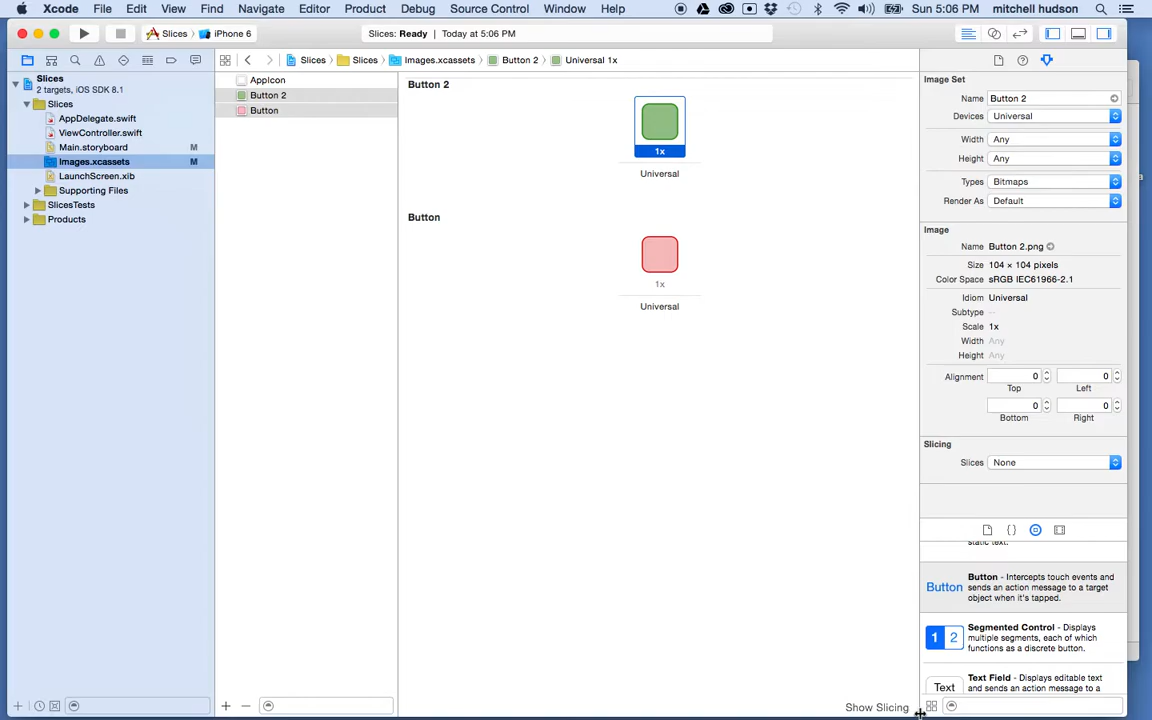 Xcode File Edit View Find Navigate Editor Product Debug Source Control Window Help Sun 5:06 PM mitchell hudson
Slices iPhone 6 Slices: Ready | Today at 5:06 PM
Slices Slices Images.xcassets Button 2 Universal 1x
Slices
2 targets, iOS SDK 8.1
Slices
AppDelegate.swift
ViewController.swift
Main.storyboard M
Images.xcassets M
LaunchScreen.xib
Supporting Files
SlicesTests
Products
AppIcon
Button 2
Button
Button 2
1x
Universal
Button
1x
Universal
Show Slicing
Image Set
Name Button 2
Devices Universal
Width Any
Height Any
Types Bitmaps
Render As Default
Image
Name Button 2.png
Size 104 × 104 pixels
Color Space sRGB IEC61966-2.1
Idiom Universal
Subtype --
Scale 1x
Width Any
Height Any
Alignment 0 0
Top Left
0 0
Bottom Right
Slicing
Slices None
{ }
static text.
Button Button - Intercepts touch events and
sends an action message to a target
object when it's tapped.
1 2 Segmented Control - Displays
multiple segments, each of which
functions as a discrete button.
Text Text Field - Displays editable text
and sends an action message to a